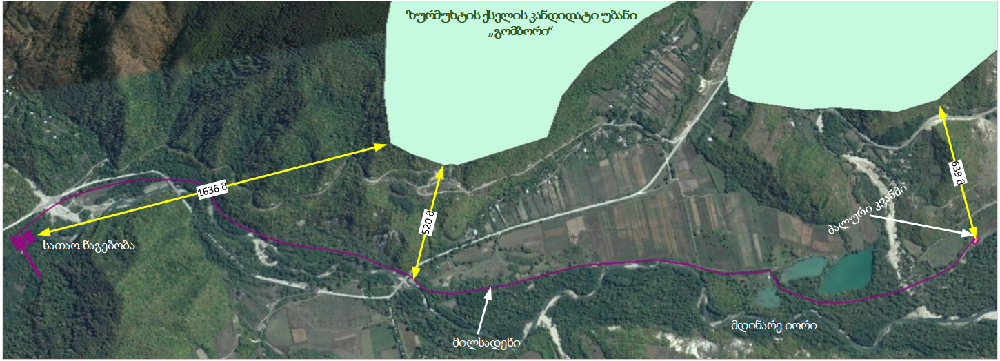 ზურმუხტის ქსელის კანდიდატი უბანი
„გომბორი“
1636 მ
520 მ
639 მ
ძალური კვანძი
სათაო ნაგებობა
მდინარე იორი
მილსადენი